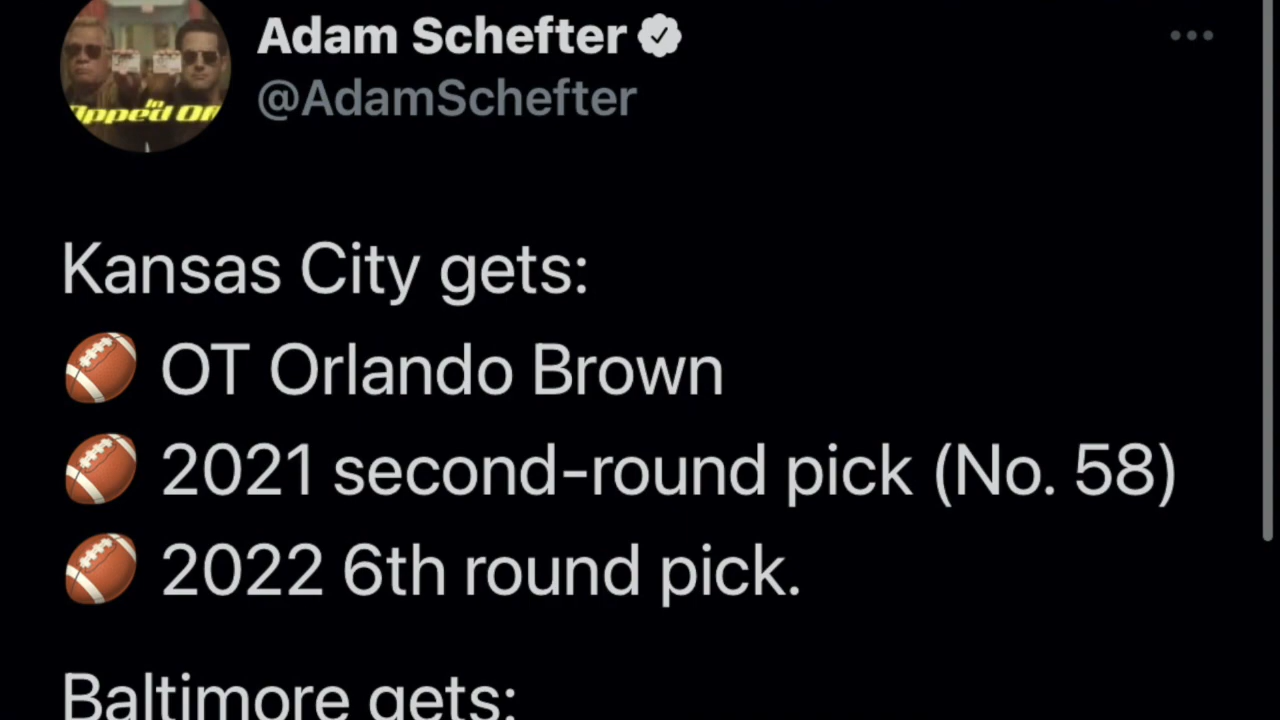 Adam Schefter
@AdamSchefter
Kansas City gets:
🏈 OT Orlando Brown
🏈 2021 second-round pick (No. 58)
🏈 2022 6th round pick.
Baltimore gets: